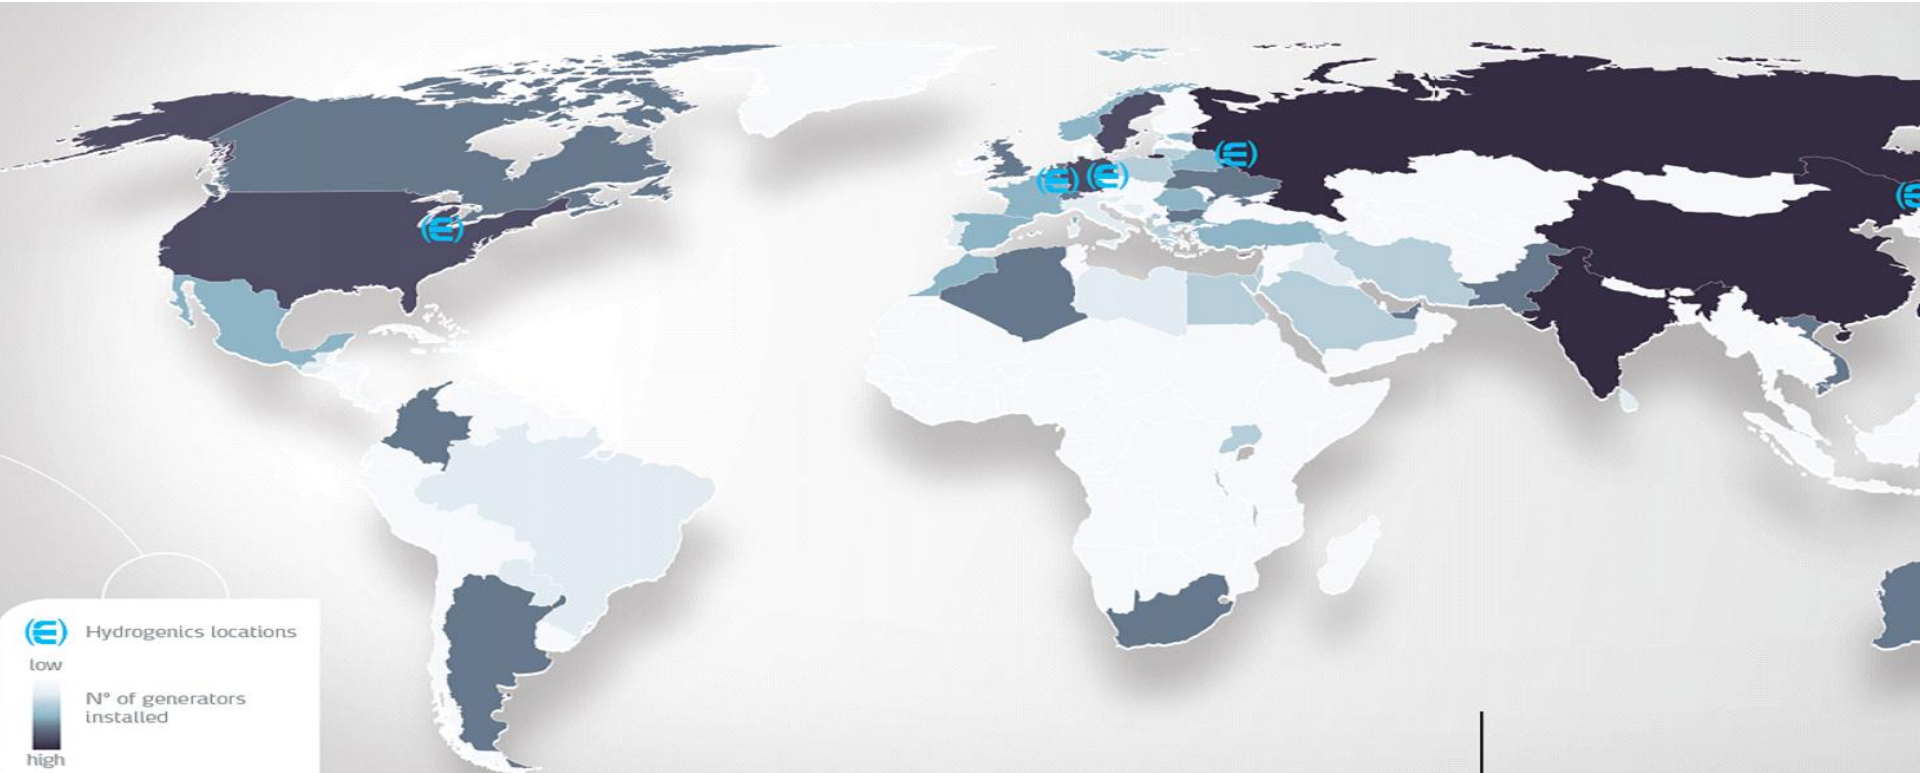 Hydrogenics locations
low
N° of generators
installed
high